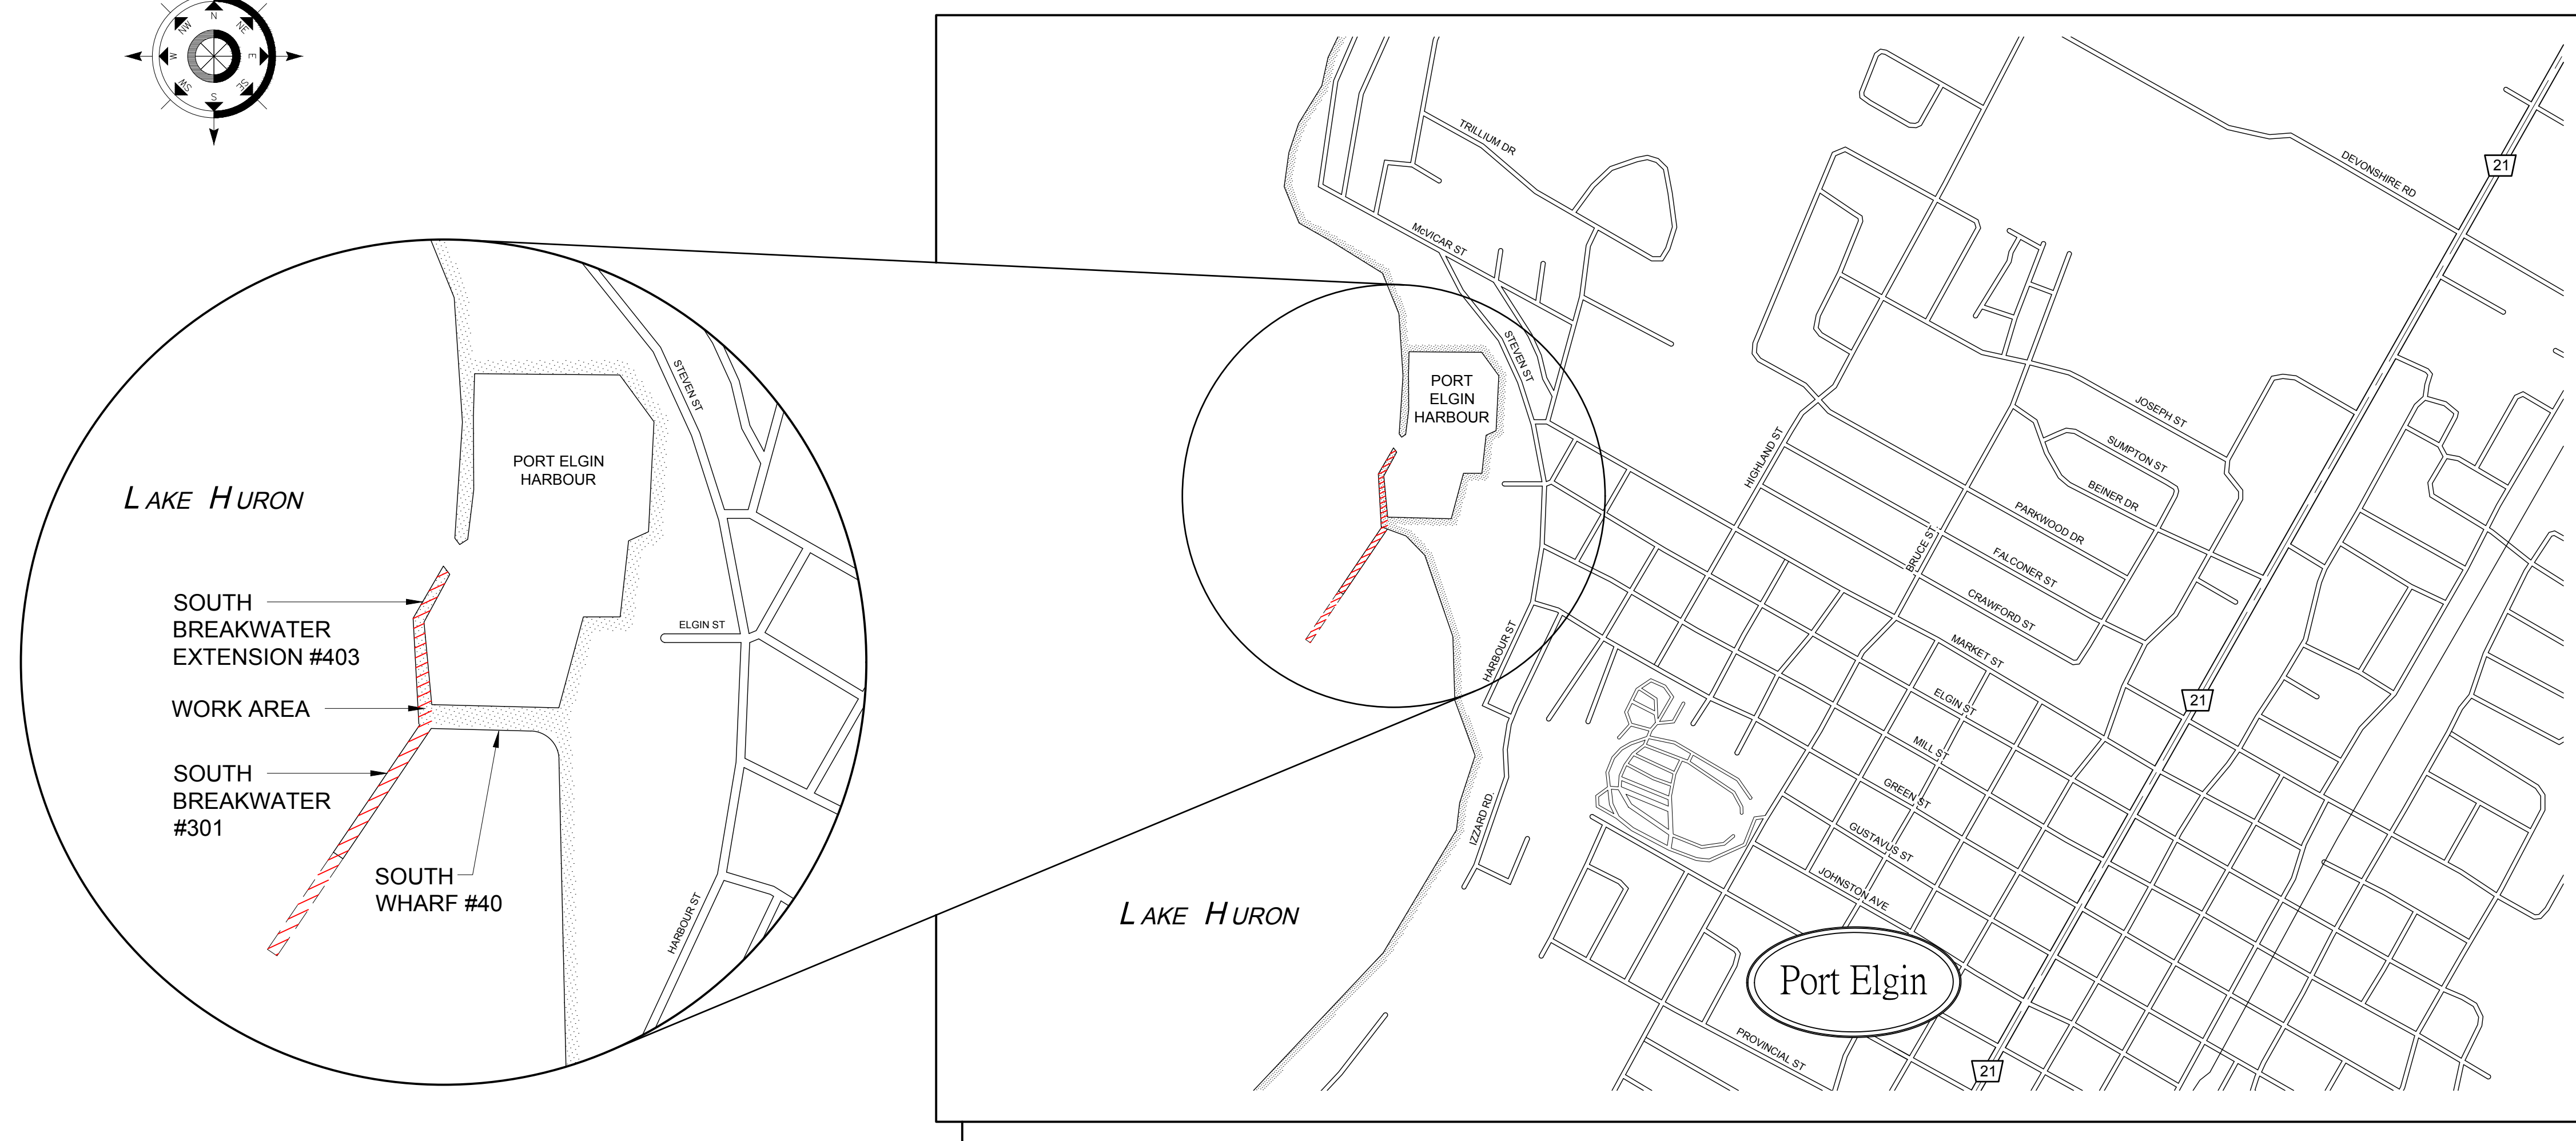 N
NE
E
SE
S
SW
W
NW
STEVEN ST
PORT ELGIN
HARBOUR
LAKE HURON
SOUTH
BREAKWATER
EXTENSION #403
ELGIN ST
WORK AREA
SOUTH
BREAKWATER
#301
SOUTH
WHARF #40
HARBOUR ST
TRILLIUM DR
McVICAR ST
STEVEN ST
PORT
ELGIN
HARBOUR
DEVONSHIRE RD
21
JOSEPH ST
SUMPTON ST
BEINER DR
HIGHLAND ST
PARKWOOD DR
BRUCE ST.
FALCONER ST
CRAWFORD ST
MARKET ST
HARBOUR ST
ELGIN ST
21
MILL ST
GREEN ST
IZZARD RD.
GUSTAVUS ST
JOHNSTON AVE
LAKE HURON
Port Elgin
PROVINCIAL ST
21